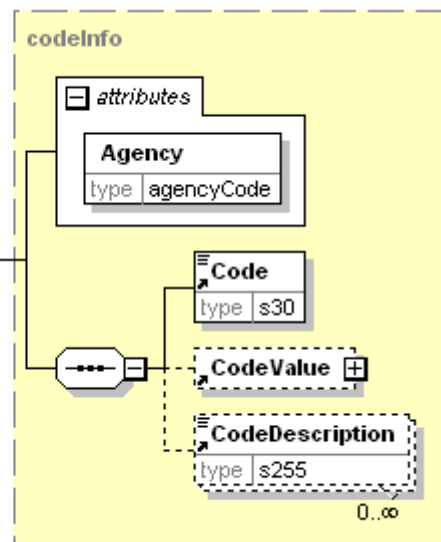 codeInfo
attributes
Agency
type agencyCode
Code
type s30
CodeValue
CodeDescription
type s255
0..∞